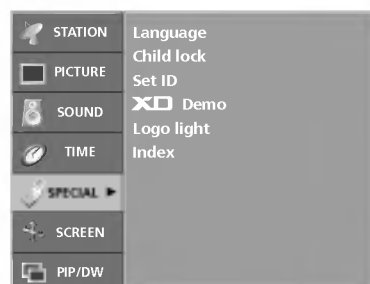 STATION
PICTURE
SOUND
TIME
SPECIAL
SCREEN
PIP/DW
Language
Child lock
Set ID
XD Demo
Logo light
Index